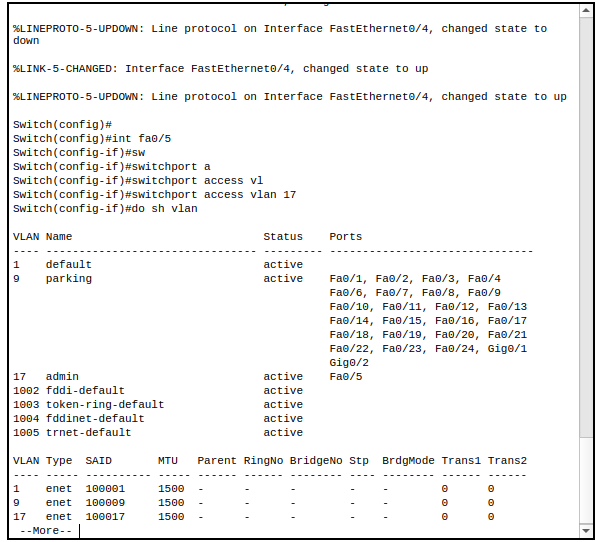 %LINEPROTO-5-UPDOWN: Line protocol on Interface FastEthernet0/4, changed state to
down
%LINK-5-CHANGED: Interface FastEthernet0/4, changed state to up
%LINEPROTO-5-UPDOWN: Line protocol on Interface FastEthernet0/4, changed state to up
Switch(config)#
Switch(config)#int fa0/5
Switch(config-if)#sw
Switch(config-if)#switchport a
Switch(config-if)#switchport access vl
Switch(config-if)#switchport access vlan 17
Switch(config-if)#do sh vlan
VLAN Name                             Status    Ports
---- -------------------------------- --------- -------------------------------
1    default                          active
9    parking                          active    Fa0/1, Fa0/2, Fa0/3, Fa0/4
                                                Fa0/6, Fa0/7, Fa0/8, Fa0/9
                                                Fa0/10, Fa0/11, Fa0/12, Fa0/13
                                                Fa0/14, Fa0/15, Fa0/16, Fa0/17
                                                Fa0/18, Fa0/19, Fa0/20, Fa0/21
                                                Fa0/22, Fa0/23, Fa0/24, Gig0/1
                                                Gig0/2
17   admin                            active    Fa0/5
1002 fddi-default                     active
1003 token-ring-default               active
1004 fddinet-default                  active
1005 trnet-default                    active
VLAN Type  SAID       MTU   Parent RingNo BridgeNo Stp  BrdgMode Trans1 Trans2
---- ----- ---------- ----- ------ ------ -------- ---- -------- ------ ------
1    enet  100001     1500  -      -      -        -    -        0      0
9    enet  100009     1500  -      -      -        -    -        0      0
17   enet  100017     1500  -      -      -        -    -        0      0
 --More--